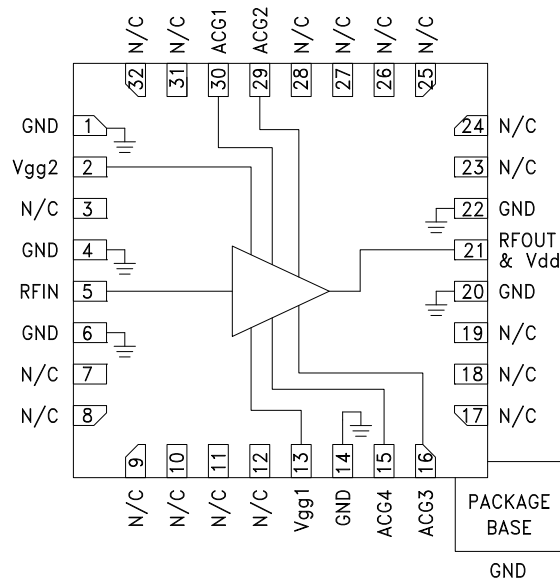 N/C N/C ACG1 ACG2 N/C N/C N/C N/C
32 31 30 29 28 27 26 25
GND 1
Vgg2 2
N/C 3
GND 4
RFIN 5
GND 6
N/C 7
N/C 8
24 N/C
23 N/C
22 GND
21 RFOUT
& Vdd
20 GND
19 N/C
18 N/C
17 N/C
9 10 11 12 13 14 15 16
N/C N/C N/C N/C Vgg1 GND ACG4 ACG3
PACKAGE
BASE
GND